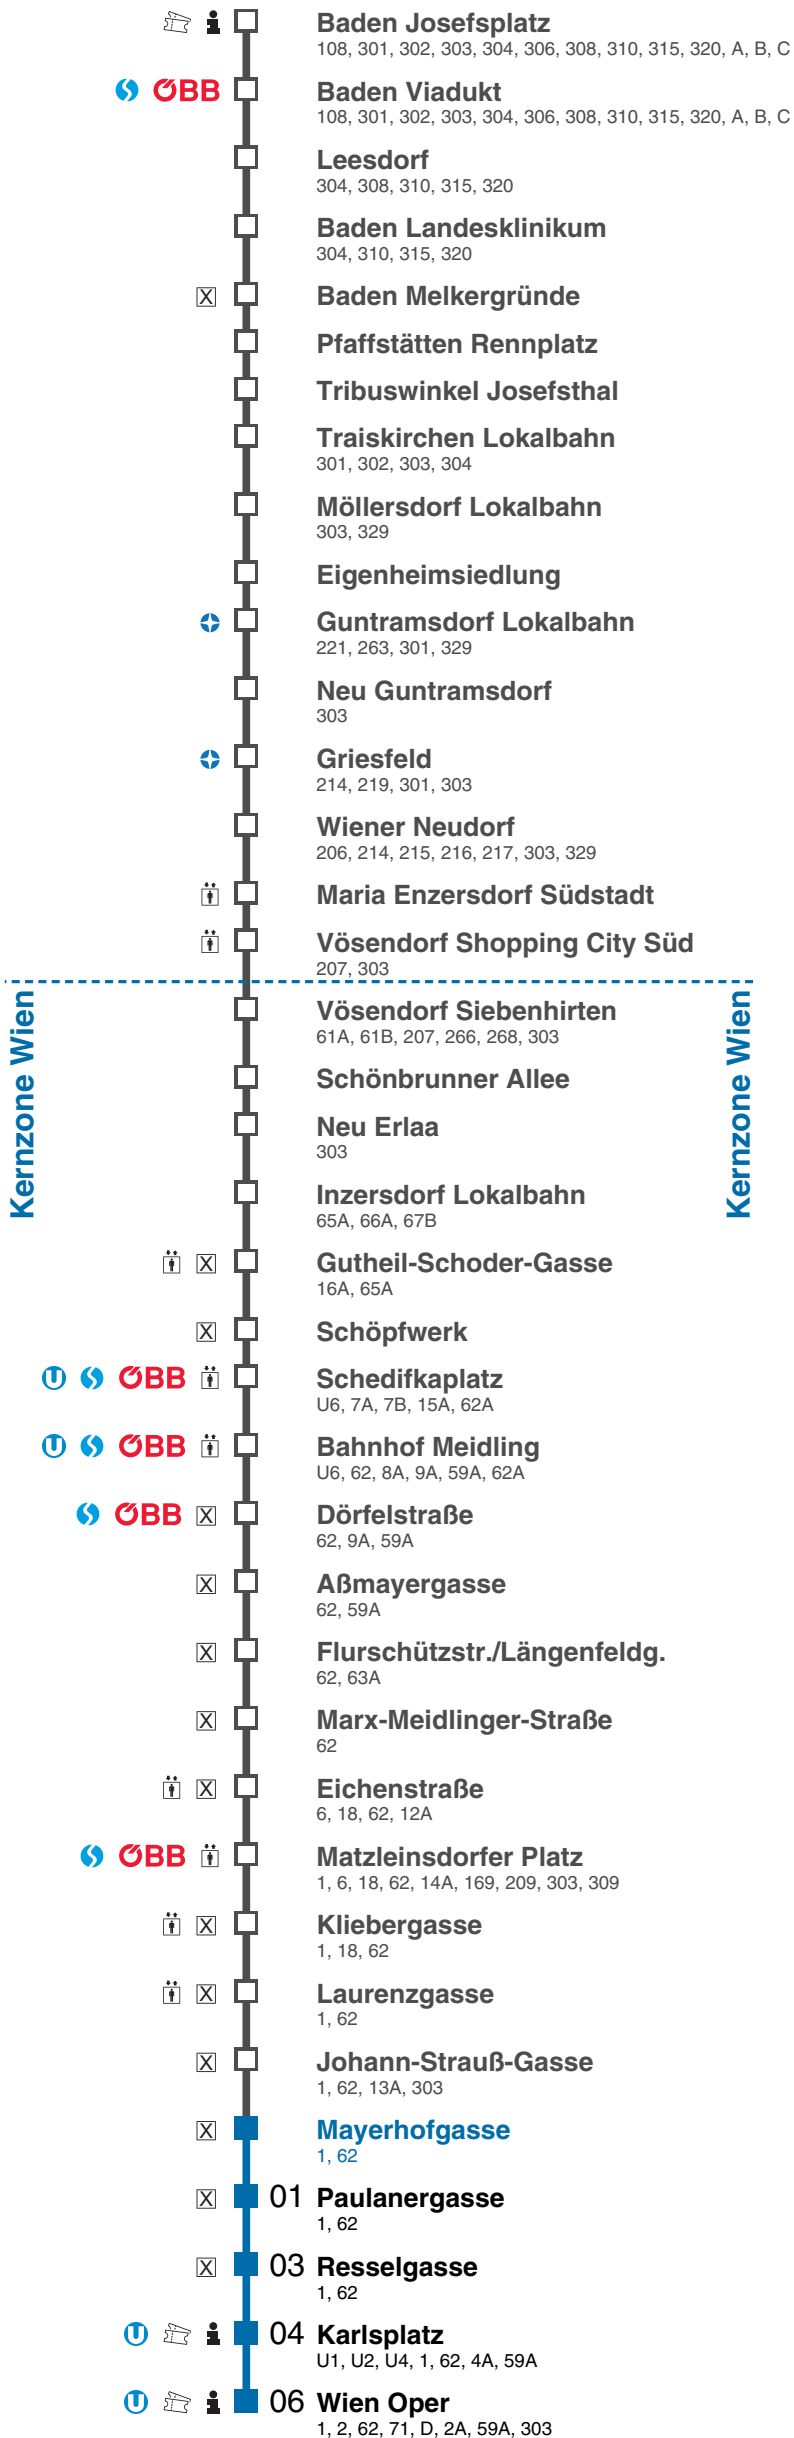 Baden Josefsplatz
108, 301, 302, 303, 304, 306, 308, 310, 315, 320, A, B, C
ÖBB
Baden Viadukt
108, 301, 302, 303, 304, 306, 308, 310, 315, 320, A, B, C
Leesdorf
304, 308, 310, 315, 320
Baden Landesklinikum
304, 310, 315, 320
X Baden Melkergründe
Pfaffstätten Rennplatz
Tribuswinkel Josefsthal
Traiskirchen Lokalbahn
301, 302, 303, 304
Möllersdorf Lokalbahn
303, 329
Eigenheimsiedlung
Guntramsdorf Lokalbahn
221, 263, 301, 329
Neu Guntramsdorf
303
Griesfeld
214, 219, 301, 303
Wiener Neudorf
206, 214, 215, 216, 217, 303, 329
Maria Enzersdorf Südstadt
Vösendorf Shopping City Süd
207, 303
Kernzone Wien
Kernzone Wien
Vösendorf Siebenhirten
61A, 61B, 207, 266, 268, 303
Schönbrunner Allee
Neu Erlaa
303
Inzersdorf Lokalbahn
65A, 66A, 67B
X Gutheil-Schoder-Gasse
16A, 65A
X Schöpfwerk
U ÖBB Schedifkaplatz
U6, 7A, 7B, 15A, 62A
U ÖBB Bahnhof Meidling
U6, 62, 8A, 9A, 59A, 62A
ÖBB X Dörfelstraße
62, 9A, 59A
X Aßmayergasse
62, 59A
X Flurschützstr./Längenfeldg.
62, 63A
X Marx-Meidlinger-Straße
62
X Eichenstraße
6, 18, 62, 12A
ÖBB Matzleinsdorfer Platz
1, 6, 18, 62, 14A, 169, 209, 303, 309
X Kliebergasse
1, 18, 62
X Laurenzgasse
1, 62
X Johann-Strauß-Gasse
1, 62, 13A, 303
X Mayerhofgasse
1, 62
X 01 Paulanergasse
1, 62
X 03 Resselgasse
1, 62
U 04 Karlsplatz
U1, U2, U4, 1, 62, 4A, 59A
U 06 Wien Oper
1, 2, 62, 71, D, 2A, 59A, 303